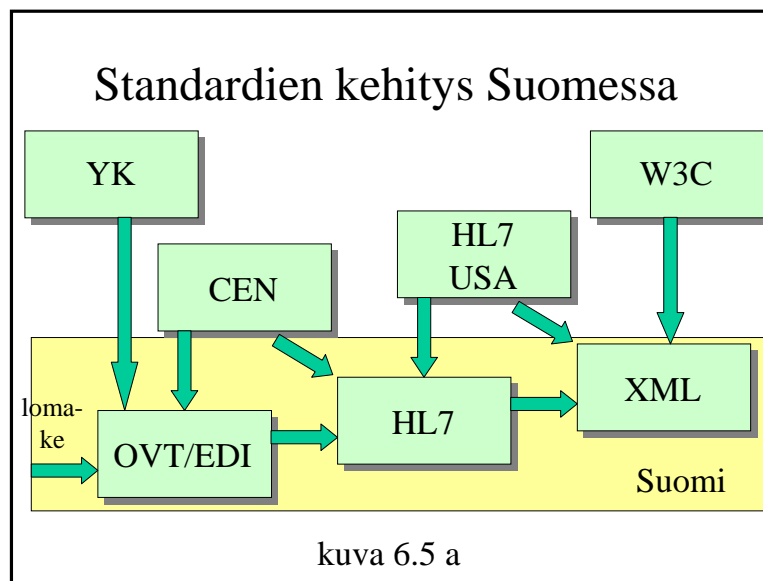 Standardien kehitys Suomessa
YK
W3C
HL7
USA
CEN
XML
loma-
ke
HL7
OVT/EDI
Suomi
kuva 6.5 a